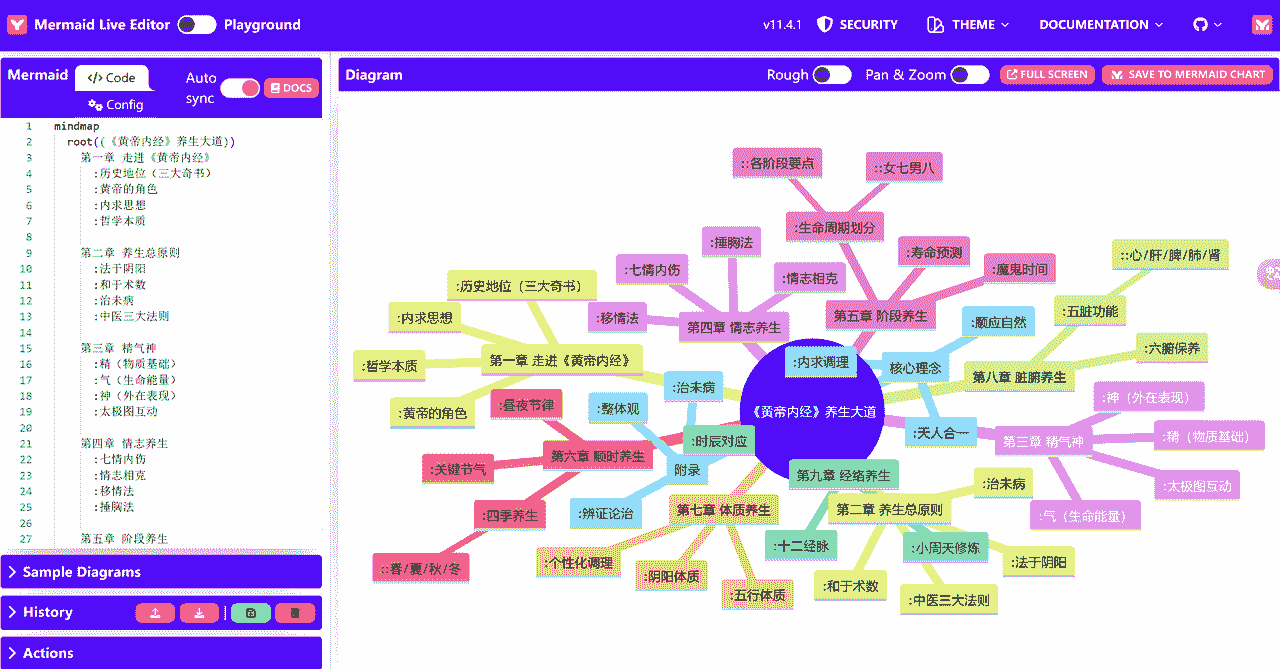 Mermaid Live Editor
Playground
v11.4.1
SECURITY
THEME
DOCUMENTATION
Mermaid
</> Code
Config
Auto sync
DOCS
1 mindmap
2 root((《黄帝内经》养生大道))
3 第一章 走进《黄帝内经》
4 :历史地位（三大奇书）
5 :黄帝的角色
6 :内求思想
7 :哲学本质
8
9 第二章 养生总原则
10 :法于阴阳
11 :和于术数
12 :治未病
13 :中医三大法则
14
15 第三章 精气神
16 :精（物质基础）
17 :气（生命能量）
18 :神（外在表现）
19 :太极图互动
20
21 第四章 情志养生
22 :七情内伤
23 :情志相克
24 :移情法
25 :捶胸法
26
27 第五章 阶段养生
Sample Diagrams
History
Actions
Diagram
Rough
Pan & Zoom
FULL SCREEN
SAVE TO MERMAID CHART
::各阶段要点
::女七男八
:生命周期划分
:捶胸法
:寿命预测
::心/肝/脾/肺/肾
:七情内伤
:魔鬼时间
:情志相克
:历史地位（三大奇书）
:五脏功能
:移情法
:内求思想
第五章 阶段养生
:顺应自然
第四章 情志养生
:六腑保养
第一章 走进《黄帝内经》
:内求调理
核心理念
:哲学本质
第八章 脏腑养生
:治未病
:神（外在表现）
:昼夜节律
:整体观
《黄帝内经》养生大道
:黄帝的角色
:天人合一
:精（物质基础）
:时辰对应
第三章 精气神
第六章 顺时养生
:关键节气
附录
第九章 经络养生
:治未病
:太极图互动
:四季养生
:辨证论治
第七章 体质养生
第二章 养生总原则
:气（生命能量）
:十二经脉
:小周天修炼
:个性化调理
:法于阴阳
::春/夏/秋/冬
:阴阳体质
:和于术数
:五行体质
:中医三大法则